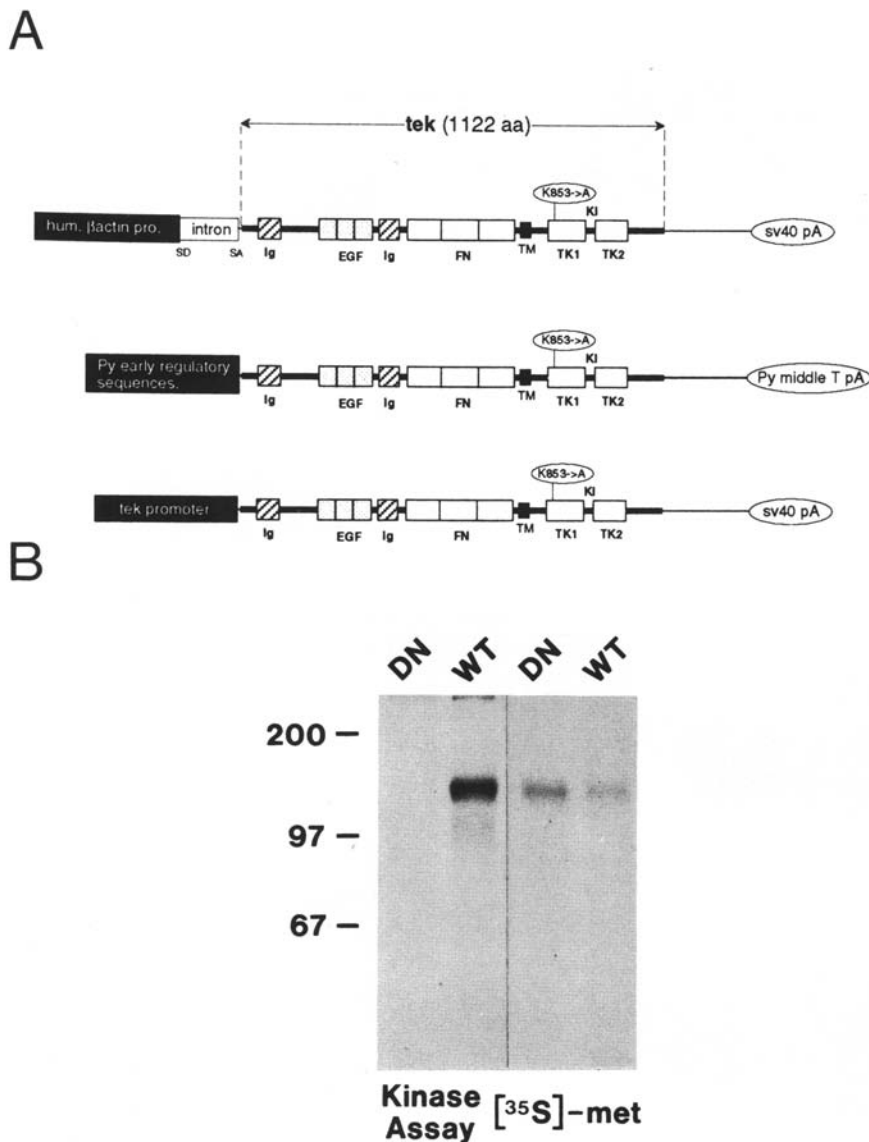 A
tek (1122 aa)
K853->A
KI
hum. βactin pro.
intron
sv40 pA
SD
SA
Ig
EGF
Ig
FN
TM
TK1
TK2
K853->A
KI
Py early regulatory
sequences.
Py middle T pA
Ig
EGF
Ig
FN
TM
TK1
TK2
K853->A
KI
tek promoter
sv40 pA
Ig
EGF
Ig
FN
TM
TK1
TK2
B
DN WT DN WT
200 –
97 –
67 –
Kinase
Assay
[³⁵S]-met